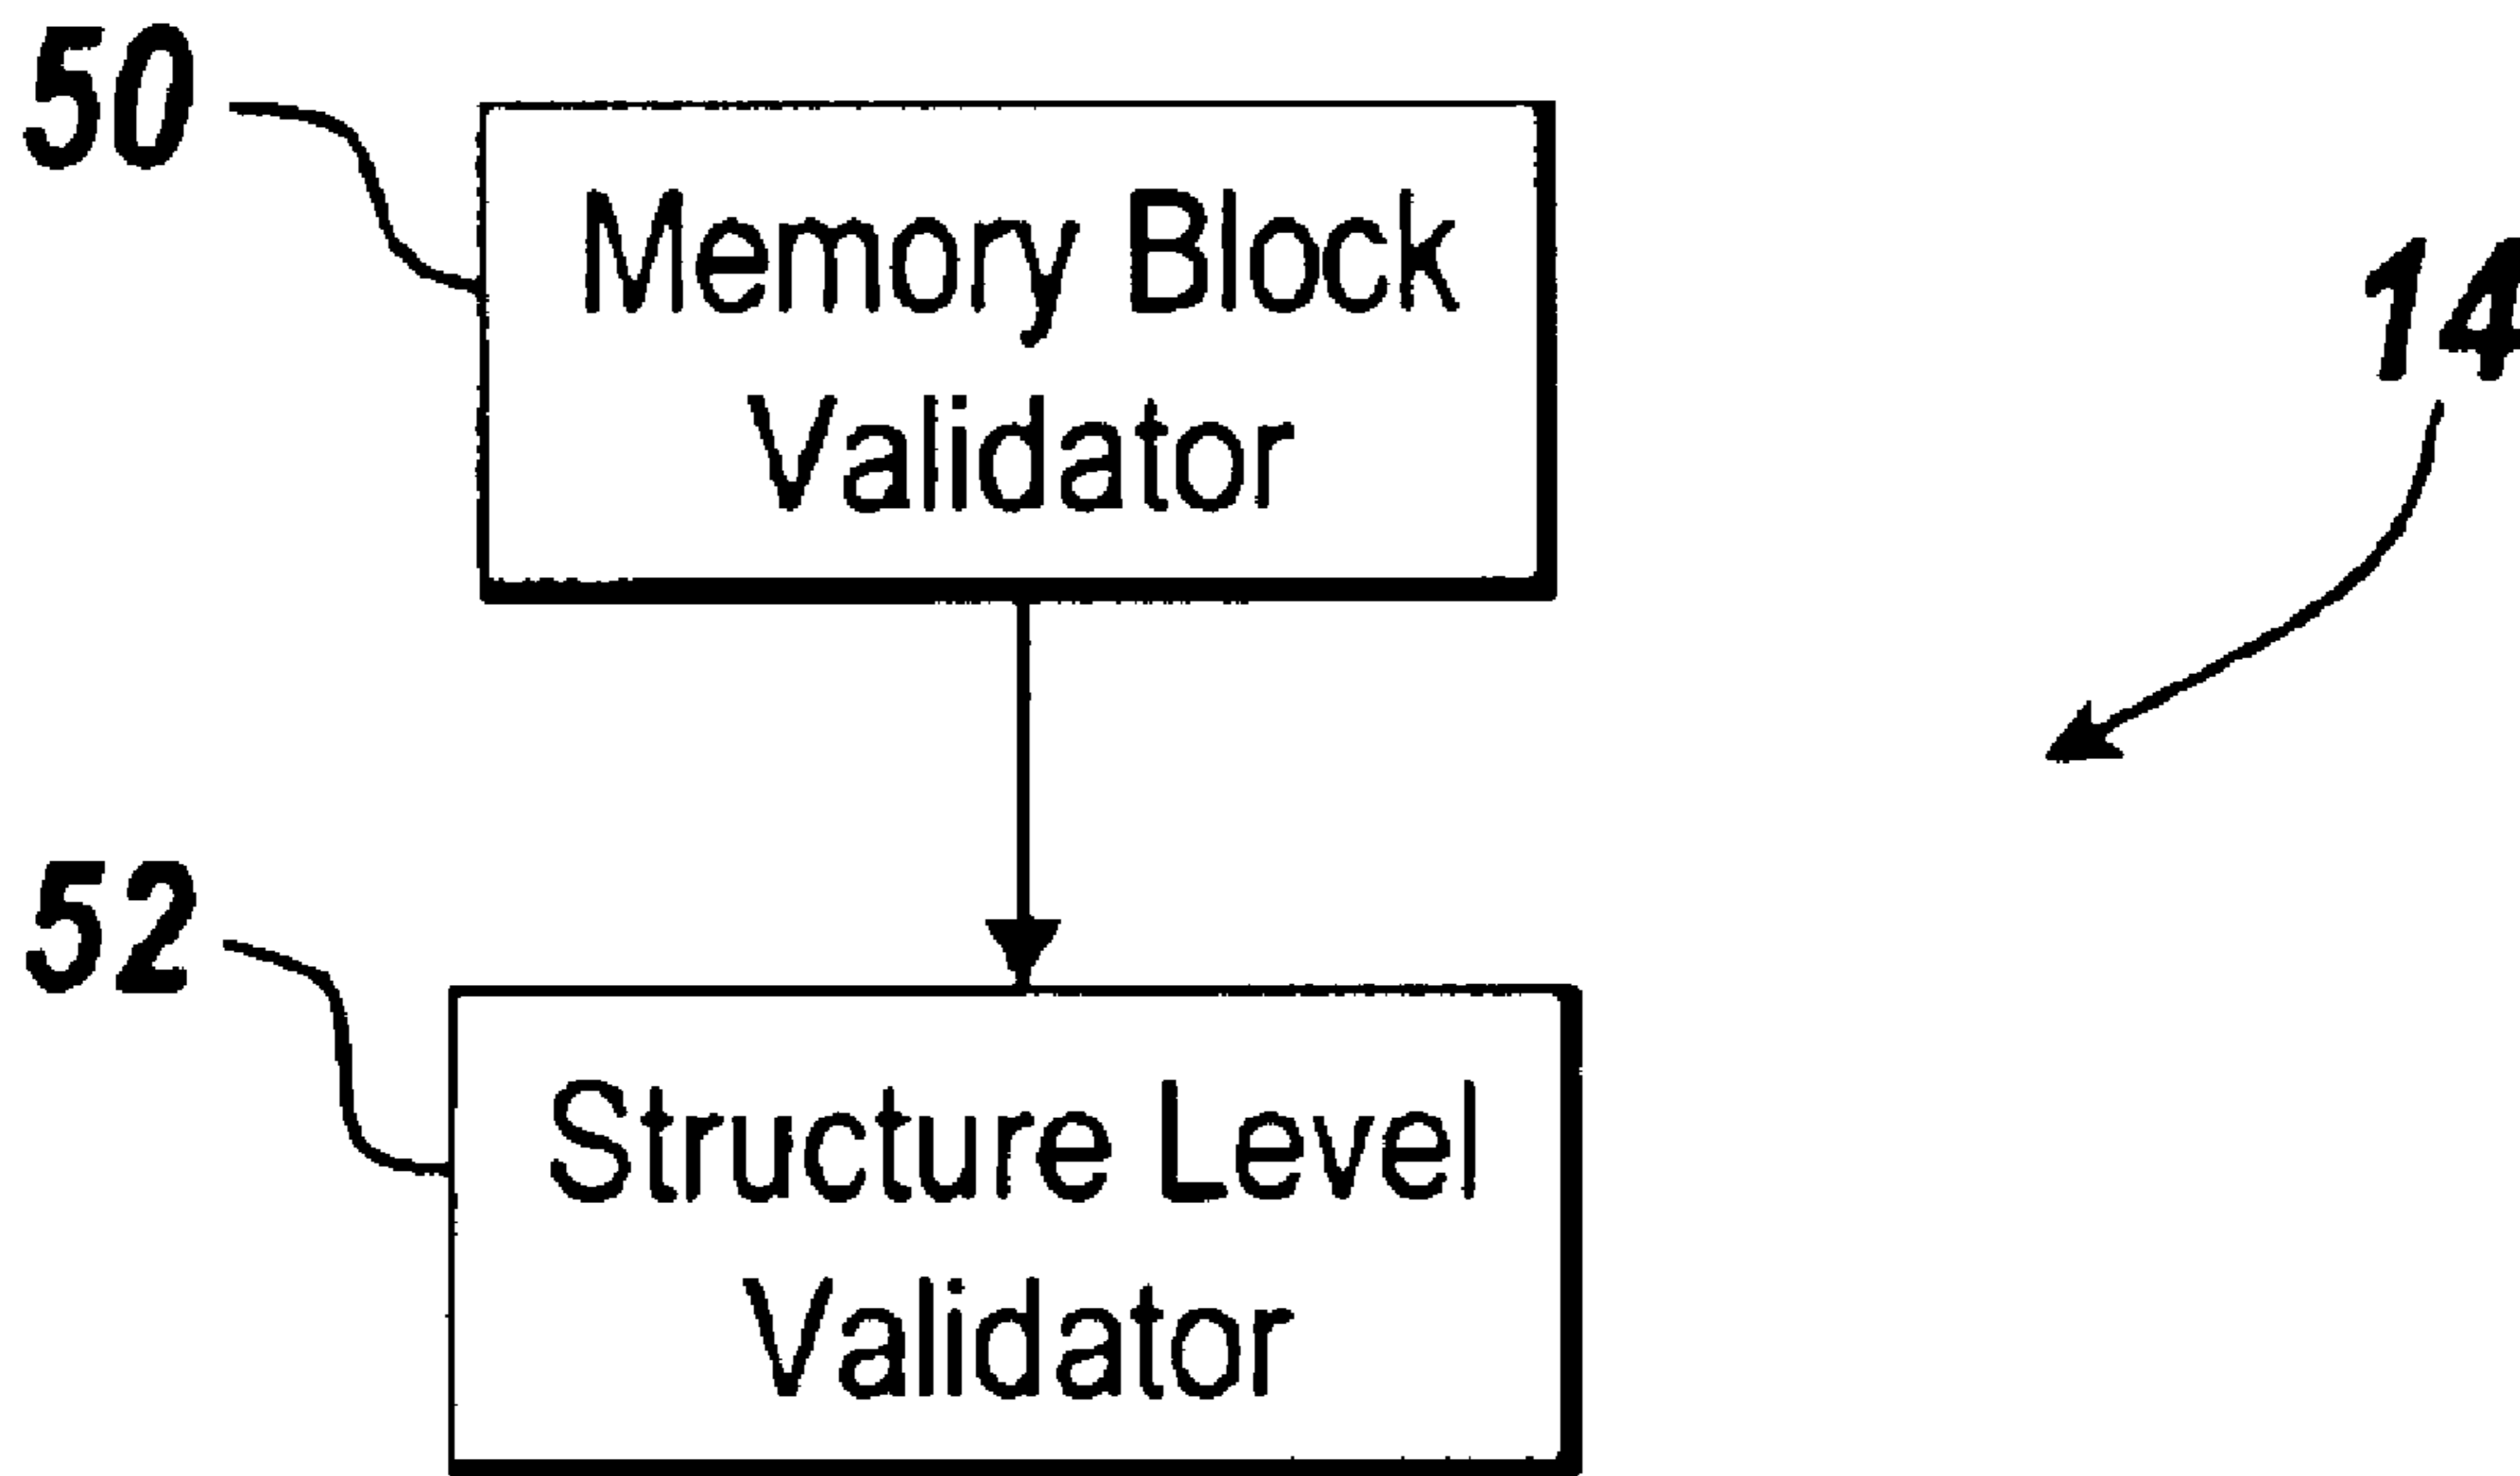 50
Memory Block
Validator
14
52
Structure Level
Validator